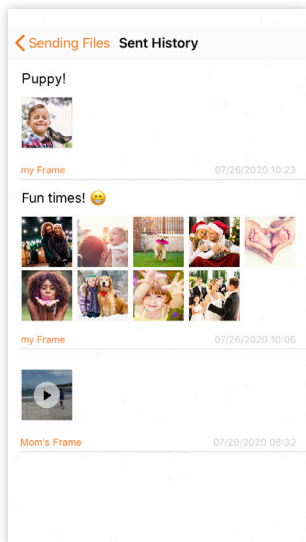 Sending Files Sent History
Puppy!
my Frame 07/26/2020 10:23
Fun times! 😁
my Frame 07/26/2020 10:06
Mom's Frame 07/26/2020 08:32